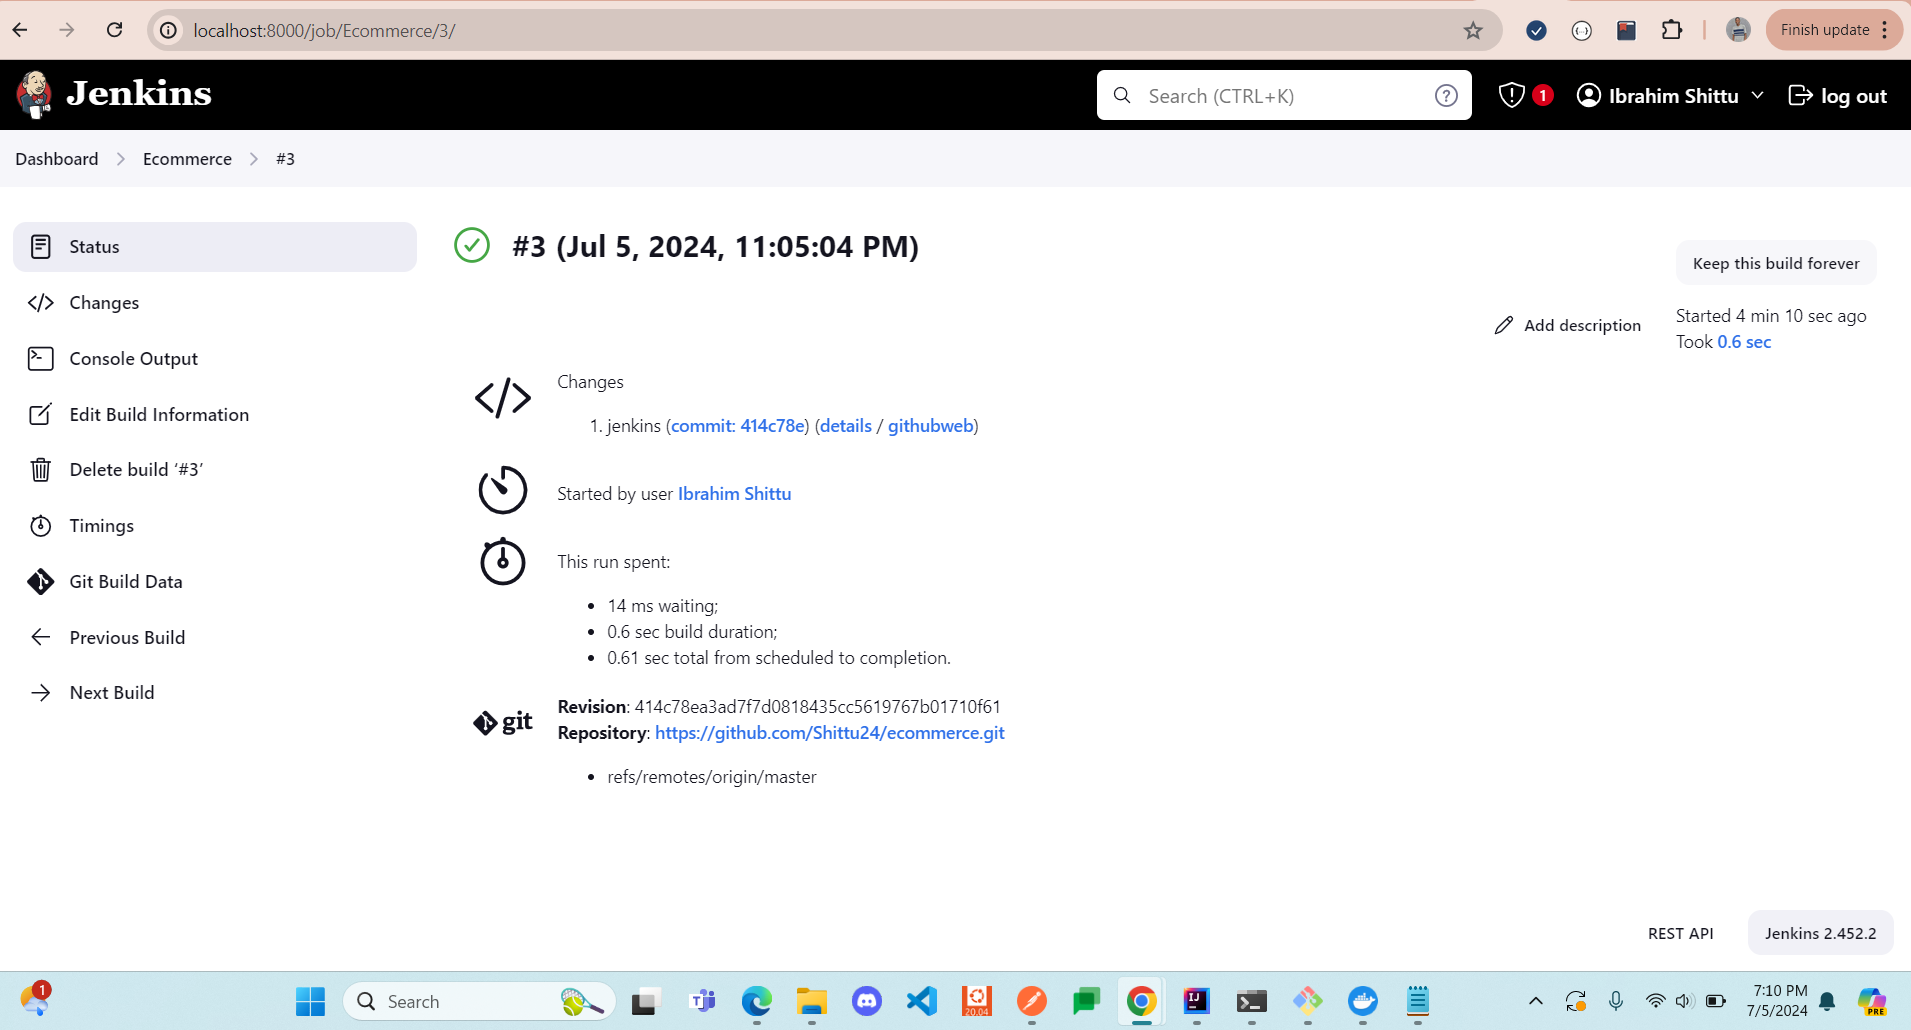 localhost:8000/job/Ecommerce/3/
Finish update
Jenkins
Search (CTRL+K)
1
Ibrahim Shittu
log out
Dashboard
Ecommerce
#3
Status
Changes
Console Output
Edit Build Information
Delete build ‘#3’
Timings
Git Build Data
Previous Build
Next Build
#3 (Jul 5, 2024, 11:05:04 PM)
Keep this build forever
Add description
Started 4 min 10 sec ago
Took 0.6 sec
Changes
1. jenkins (commit: 414c78e) (details / githubweb)
Started by user Ibrahim Shittu
This run spent:
14 ms waiting;
0.6 sec build duration;
0.61 sec total from scheduled to completion.
git
Revision: 414c78ea3ad7f7d0818435cc5619767b01710f61
Repository: https://github.com/Shittu24/ecommerce.git
refs/remotes/origin/master
REST API
Jenkins 2.452.2
1
Search
20.04
IJ
7:10 PM
7/5/2024
PRE